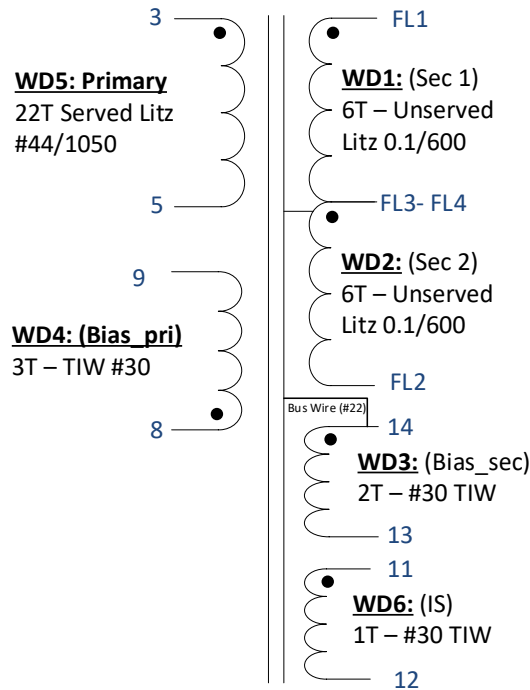 3
WD5: Primary
22T Served Litz
#44/1050
5
9
WD4: (Bias_pri)
3T – TIW #30
8
FL1
WD1: (Sec 1)
6T – Unserved
Litz 0.1/600
FL3- FL4
WD2: (Sec 2)
6T – Unserved
Litz 0.1/600
FL2
Bus Wire (#22)
14
WD3: (Bias_sec)
2T – #30 TIW
13
11
WD6: (IS)
1T – #30 TIW
12